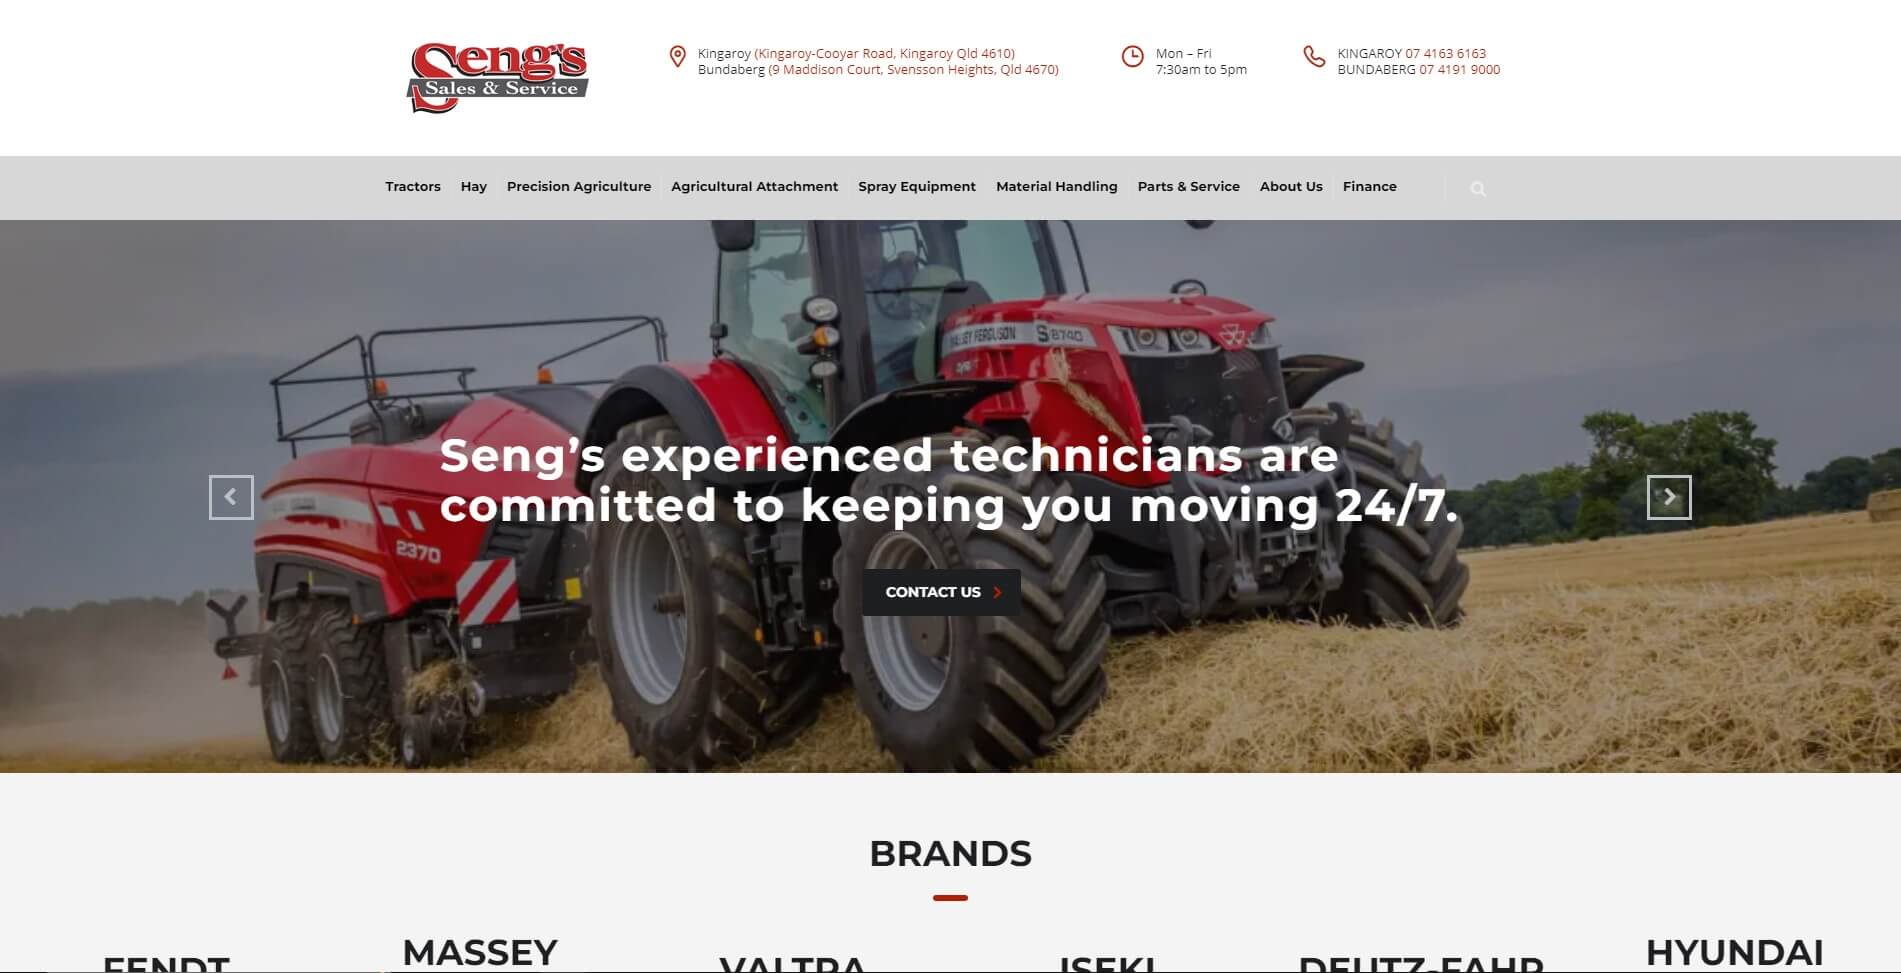 Seng's
Sales & Service
Kingaroy (Kingaroy-Cooyar Road, Kingaroy Qld 4610)
Bundaberg (9 Maddison Court, Svensson Heights, Qld 4670)
Mon – Fri
7:30am to 5pm
KINGAROY 07 4163 6163
BUNDABERG 07 4191 9000
Tractors Hay Precision Agriculture Agricultural Attachment Spray Equipment Material Handling Parts & Service About Us Finance
FERGUSON S 8740
2370
Seng’s experienced technicians are
committed to keeping you moving 24/7.
CONTACT US
BRANDS
FENDT MASSEY VALTRA ISEKI DEUTZ-FAHR HYUNDAI